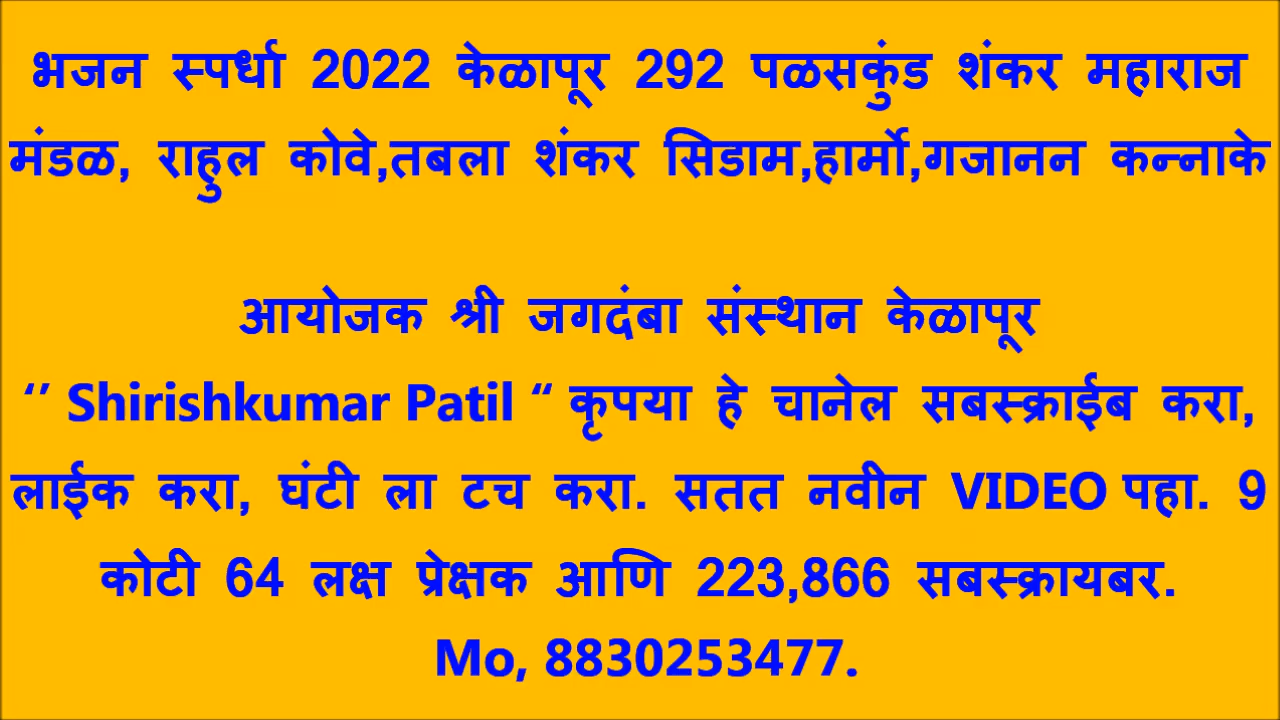 भजन स्पर्धा 2022 केळापूर 292 पळसकुंड शंकर महाराज
मंडळ, राहुल कोवे,तबला शंकर सिडाम,हार्मो,गजानन कन्नाके
आयोजक श्री जगदंबा संस्थान केळापूर
‘’ Shirishkumar Patil “ कृपया हे चानेल सबस्क्राईब करा,
लाईक करा, घंटी ला टच करा. सतत नवीन VIDEO पहा. 9
कोटी 64 लक्ष प्रेक्षक आणि 223,866 सबस्क्रायबर.
Mo, 8830253477.